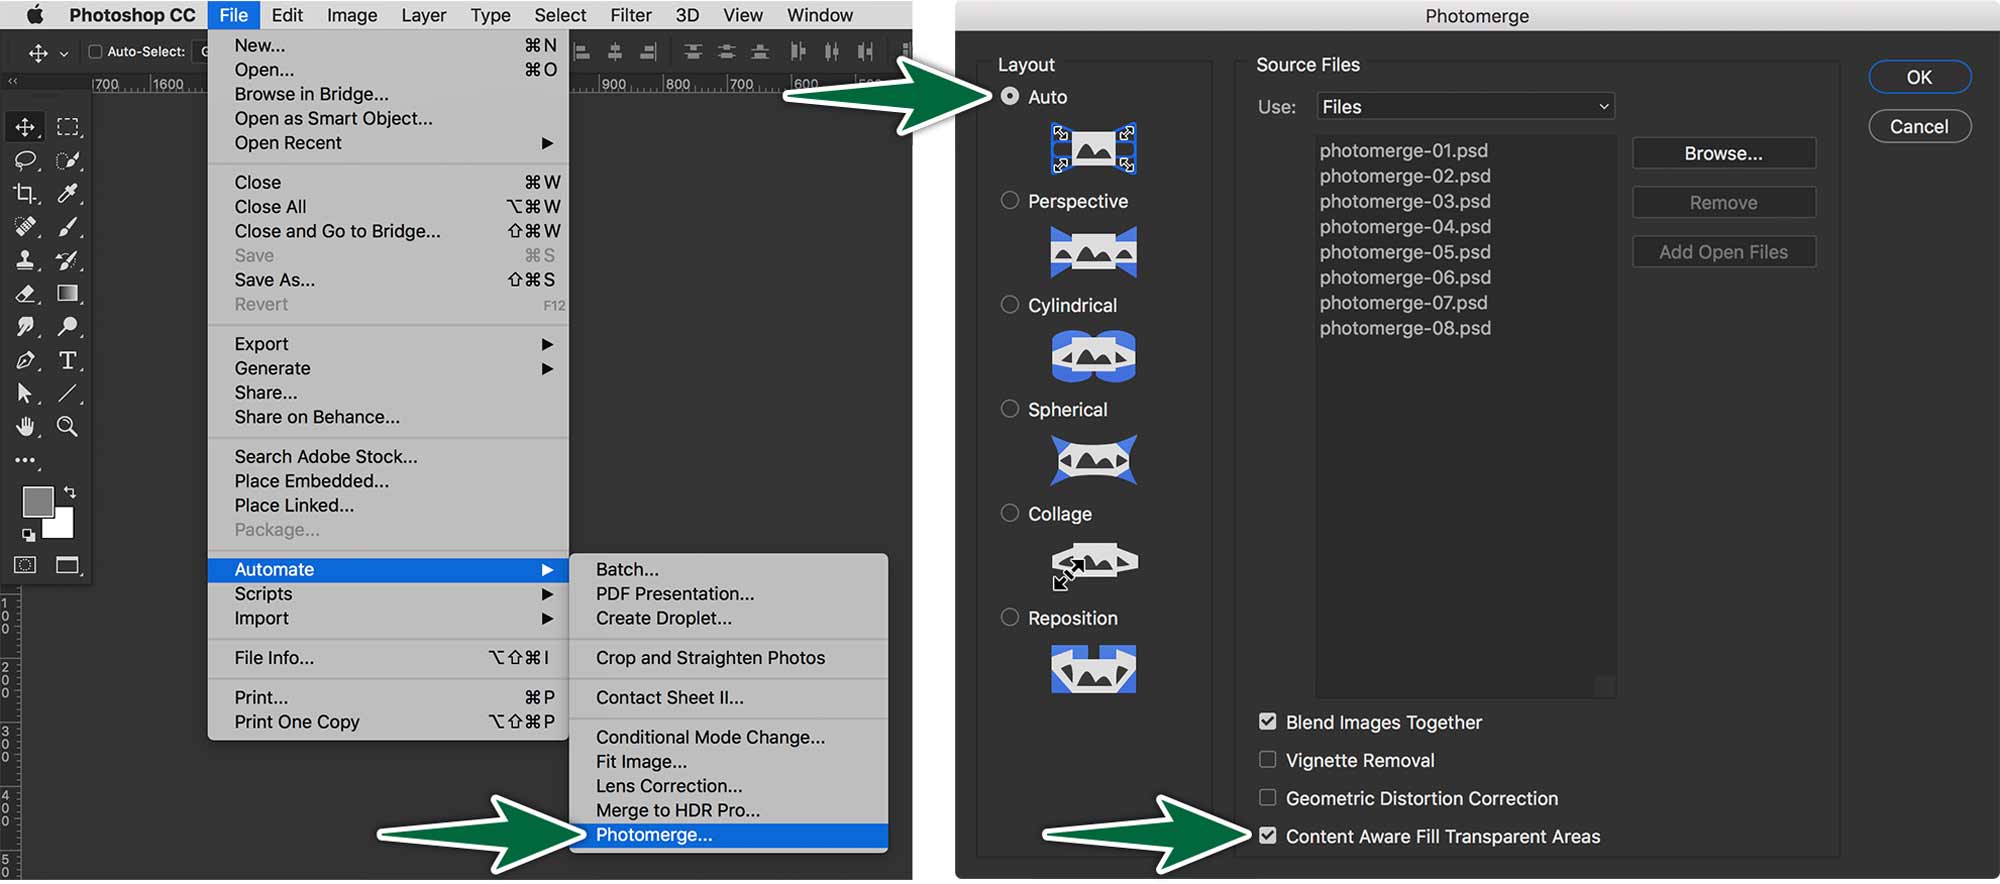 Photoshop CC File Edit Image Layer Type Select Filter 3D View Window
Auto-Select:
700 1600 900 800 700 600
New... ⌘N
Open... ⌘O
Browse in Bridge...
Open as Smart Object...
Open Recent
Close ⌘W
Close All ⌥⌘W
Close and Go to Bridge... ⇧⌘W
Save ⌘S
Save As... ⇧⌘S
Revert F12
Export
Generate
Share...
Share on Behance...
Search Adobe Stock...
Place Embedded...
Place Linked...
Package...
Automate
Scripts
Import
File Info... ⌥⇧⌘I
Print... ⌘P
Print One Copy ⌥⇧⌘P
Batch...
PDF Presentation...
Create Droplet...
Crop and Straighten Photos
Contact Sheet II...
Conditional Mode Change...
Fit Image...
Lens Correction...
Merge to HDR Pro...
Photomerge...
100
200
300
400
Photomerge
Layout
Auto
Perspective
Cylindrical
Spherical
Collage
Reposition
Source Files
Use: Files
photomerge-01.psd
photomerge-02.psd
photomerge-03.psd
photomerge-04.psd
photomerge-05.psd
photomerge-06.psd
photomerge-07.psd
photomerge-08.psd
Browse...
Remove
Add Open Files
Blend Images Together
Vignette Removal
Geometric Distortion Correction
Content Aware Fill Transparent Areas
OK
Cancel